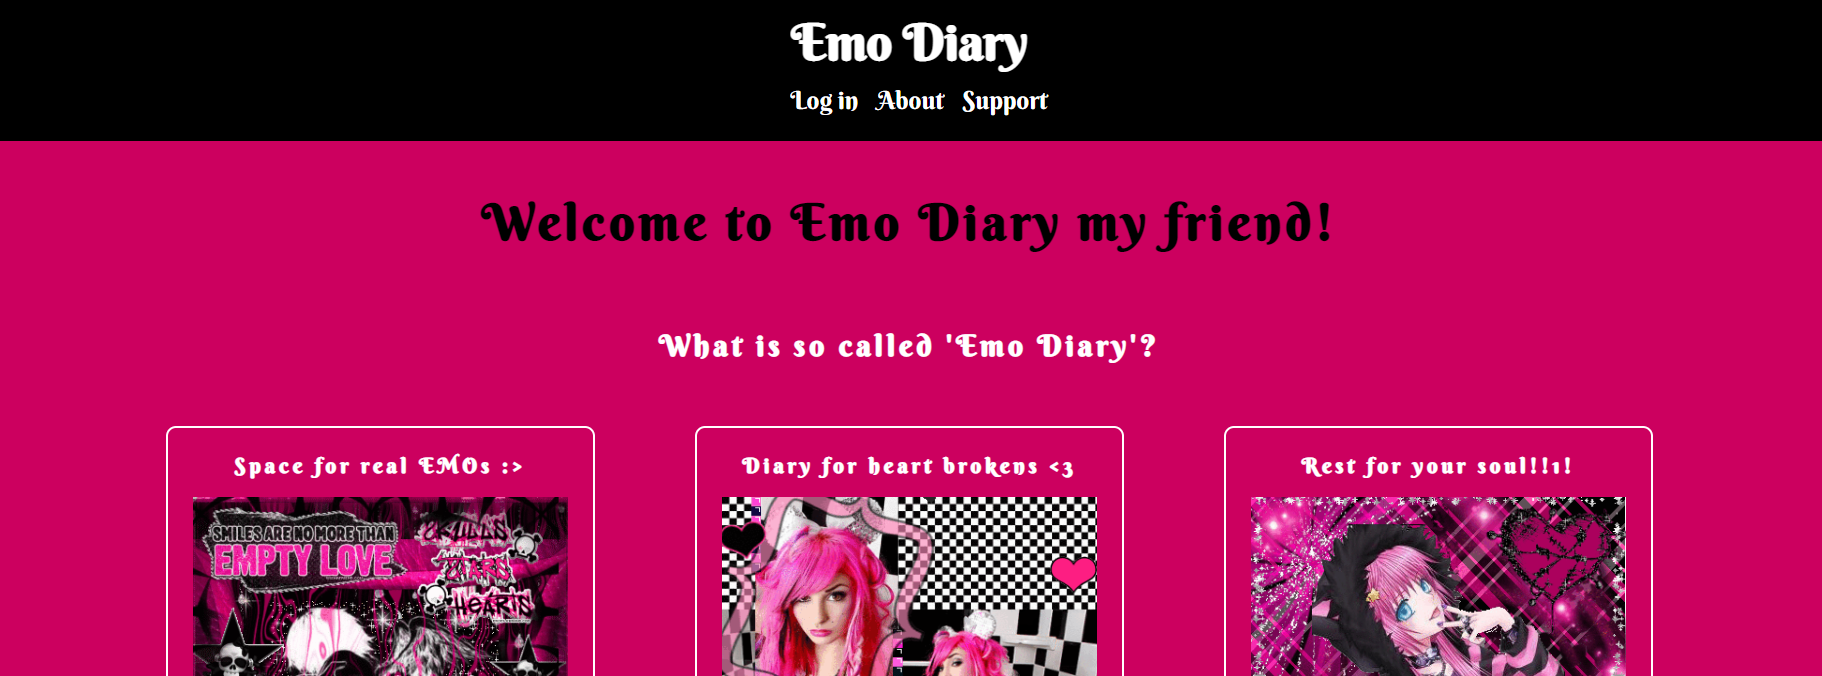 Emo Diary
Log in About Support
Welcome to Emo Diary my friend!
What is so called 'Emo Diary'?
Space for real EMOs :>
Diary for heart brokens <3
Rest for your soul!!1!
SMILES ARE NO MORE THAN
EMPTY LOVE
SKULLS
STARS
HEARTS